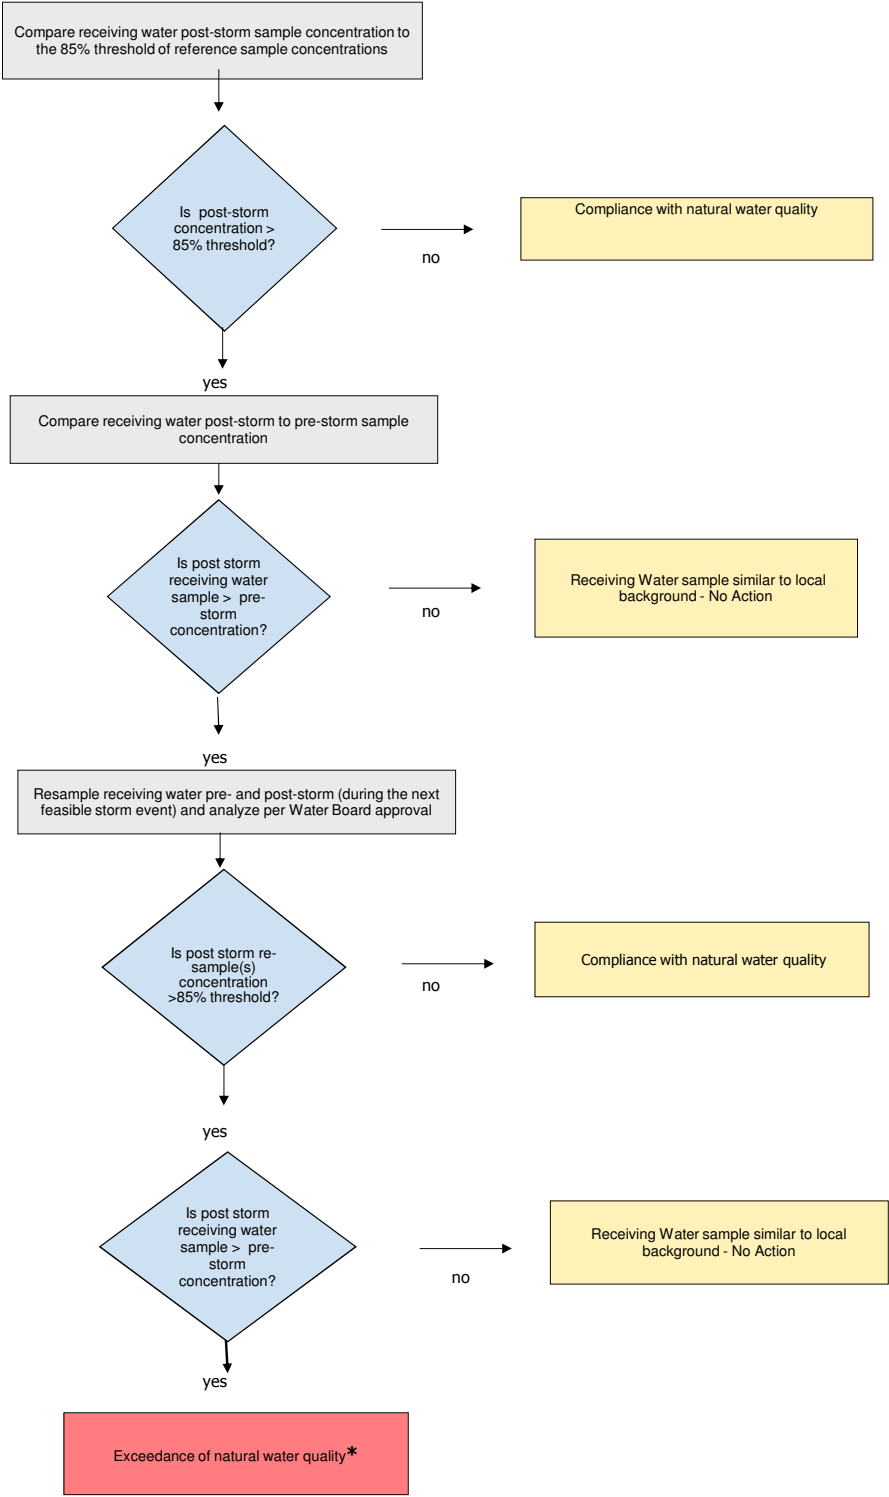 Compare receiving water post-storm sample concentration to
the 85% threshold of reference sample concentrations
Is post-storm
concentration >
85% threshold?
no
Compliance with natural water quality
yes
Compare receiving water post-storm to pre-storm sample
concentration
Is post storm
receiving water
sample > pre-
storm
concentration?
no
Receiving Water sample similar to local
background - No Action
yes
Resample receiving water pre- and post-storm (during the next
feasible storm event) and analyze per Water Board approval
Is post storm re-
sample(s)
concentration
>85% threshold?
no
Compliance with natural water quality
yes
Is post storm
receiving water
sample > pre-
storm
concentration?
no
Receiving Water sample similar to local
background - No Action
yes
Exceedance of natural water quality*